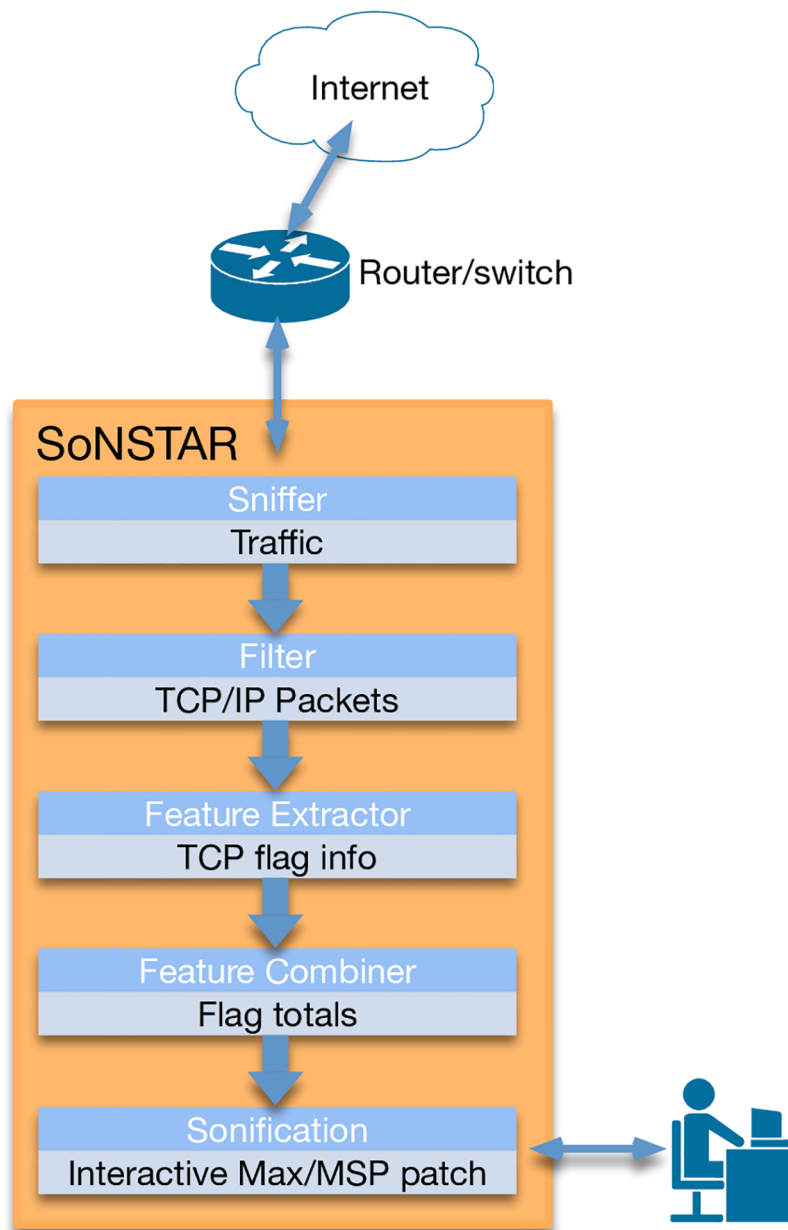 Internet
Router/switch
SoNSTAR
Sniffer
Traffic
Filter
TCP/IP Packets
Feature Extractor
TCP flag info
Feature Combiner
Flag totals
Sonification
Interactive Max/MSP patch